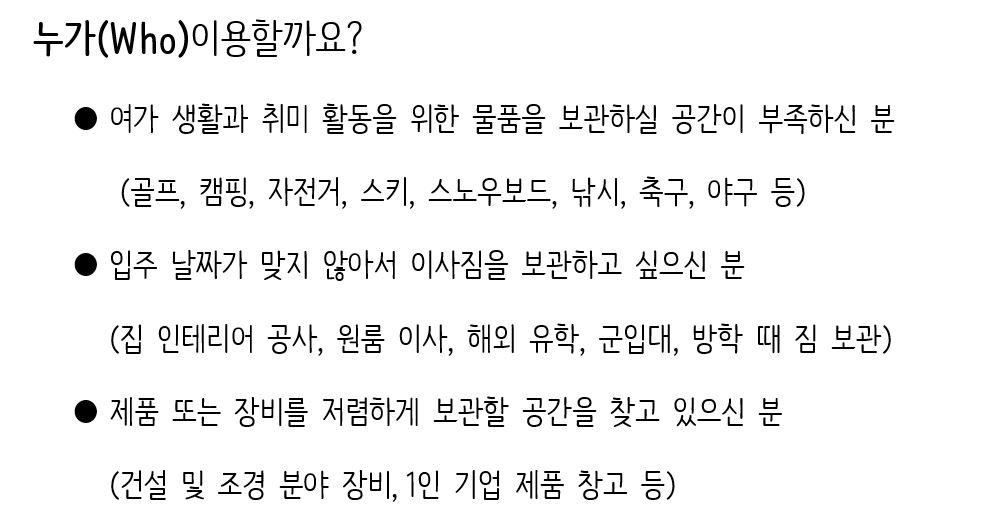 누가(Who)이용할까요?
● 여가 생활과 취미 활동을 위한 물품을 보관하실 공간이 부족하신 분
(골프, 캠핑, 자전거, 스키, 스노우보드, 낚시, 축구, 야구 등)
● 입주 날짜가 맞지 않아서 이사짐을 보관하고 싶으신 분
(집 인테리어 공사, 원룸 이사, 해외 유학, 군입대, 방학 때 짐 보관)
● 제품 또는 장비를 저렴하게 보관할 공간을 찾고 있으신 분
(건설 및 조경 분야 장비, 1인 기업 제품 창고 등)